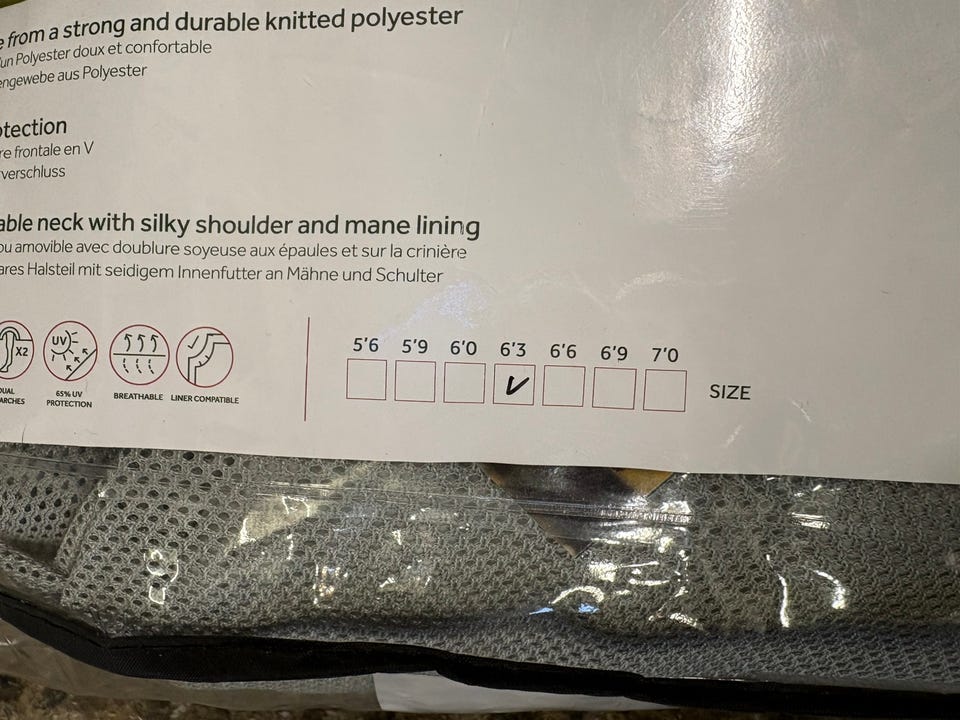 from a strong and durable knitted polyester
Polyester doux et confortable
aus Polyester
re frontale en V
verschluss
able neck with silky shoulder and mane lining
ou amovible avec doublure soyeuse aux épaules et sur la crinière
ares Halsteil mit seidigem Innenfutter an Mähne und Schulter
X2
UV
DUAL
ARCHES
65% UV
PROTECTION
BREATHABLE
LINER COMPATIBLE
5'6 5'9 6'0 6'3 6'6 6'9 7'0
SIZE